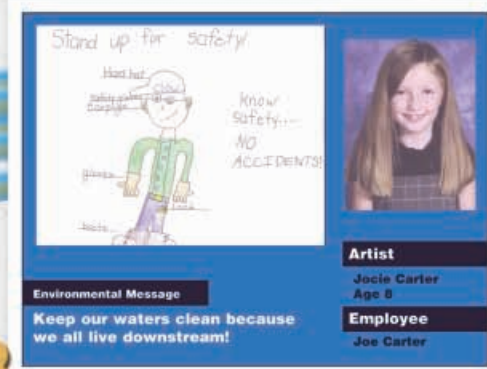 Stand up for safety!
Hard hat
safety glasses
Earplugs
Know
safety....
NO
ACCIDENTS!
gloves
boots
Environmental Message
Keep our waters clean because
we all live downstream!
Artist
Jocie Carter
Age 8
Employee
Joe Carter